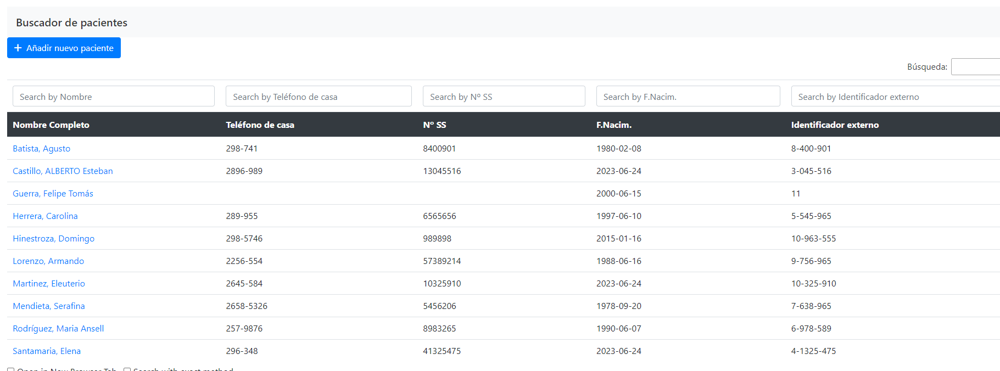 Buscador de pacientes
+ Añadir nuevo paciente
Búsqueda:
Search by Nombre Search by Teléfono de casa Search by Nº SS Search by F.Nacim. Search by Identificador externo
Nombre Completo Teléfono de casa Nº SS F.Nacim. Identificador externo
Batista, Agusto 298-741 8400901 1980-02-08 8-400-901
Castillo, ALBERTO Esteban 2896-989 13045516 2023-06-24 3-045-516
Guerra, Felipe Tomás 2000-06-15 11
Herrera, Carolina 289-955 6565656 1997-06-10 5-545-965
Hinestroza, Domingo 298-5746 989898 2015-01-16 10-963-555
Lorenzo, Armando 2256-554 57389214 1988-06-16 9-756-965
Martinez, Eleuterio 2645-584 10325910 2023-06-24 10-325-910
Mendieta, Serafina 2658-5326 5456206 1978-09-20 7-638-965
Rodríguez, Maria Ansell 257-9876 8983265 1990-06-07 6-978-589
Santamaria, Elena 296-348 41325475 2023-06-24 4-1325-475
Open in New Browser Tab Search with exact method